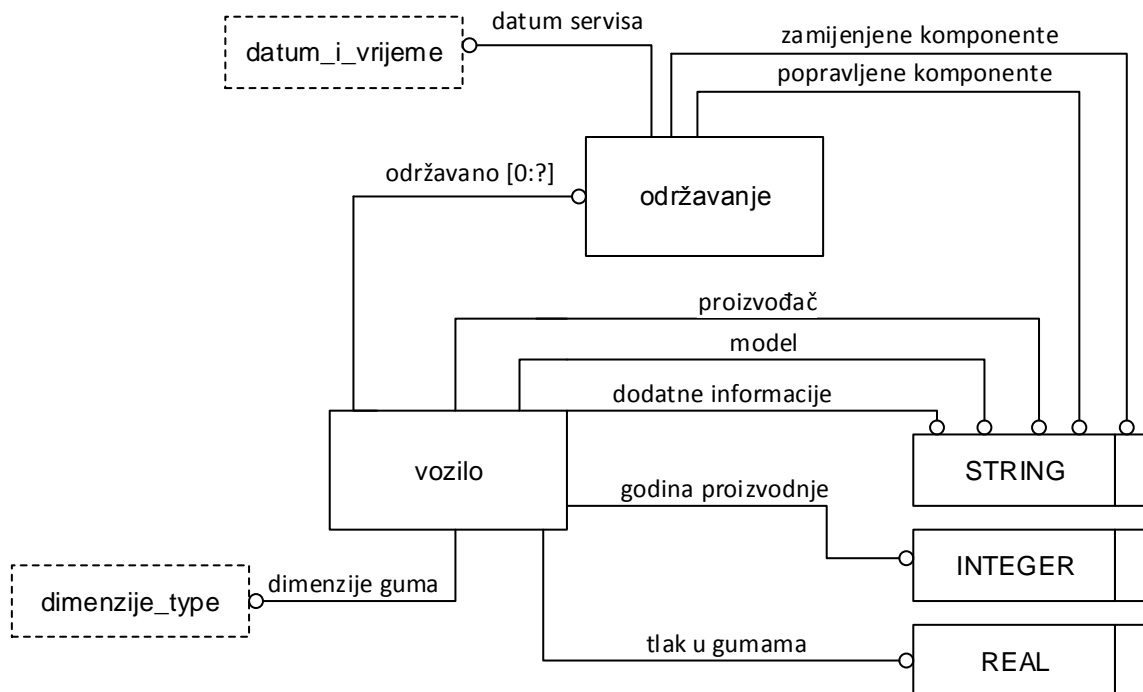 datum servisa
datum_i_vrijeme
zamijenjene komponente
popravljene komponente
održavano [0:?]
održavanje
proizvođač
model
dodatne informacije
vozilo
STRING
godina proizvodnje
INTEGER
dimenzije guma
dimenzije_type
tlak u gumama
REAL